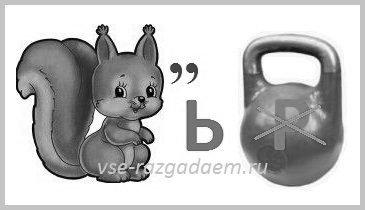 ,, Ь Р
vse-razgadaem.ru